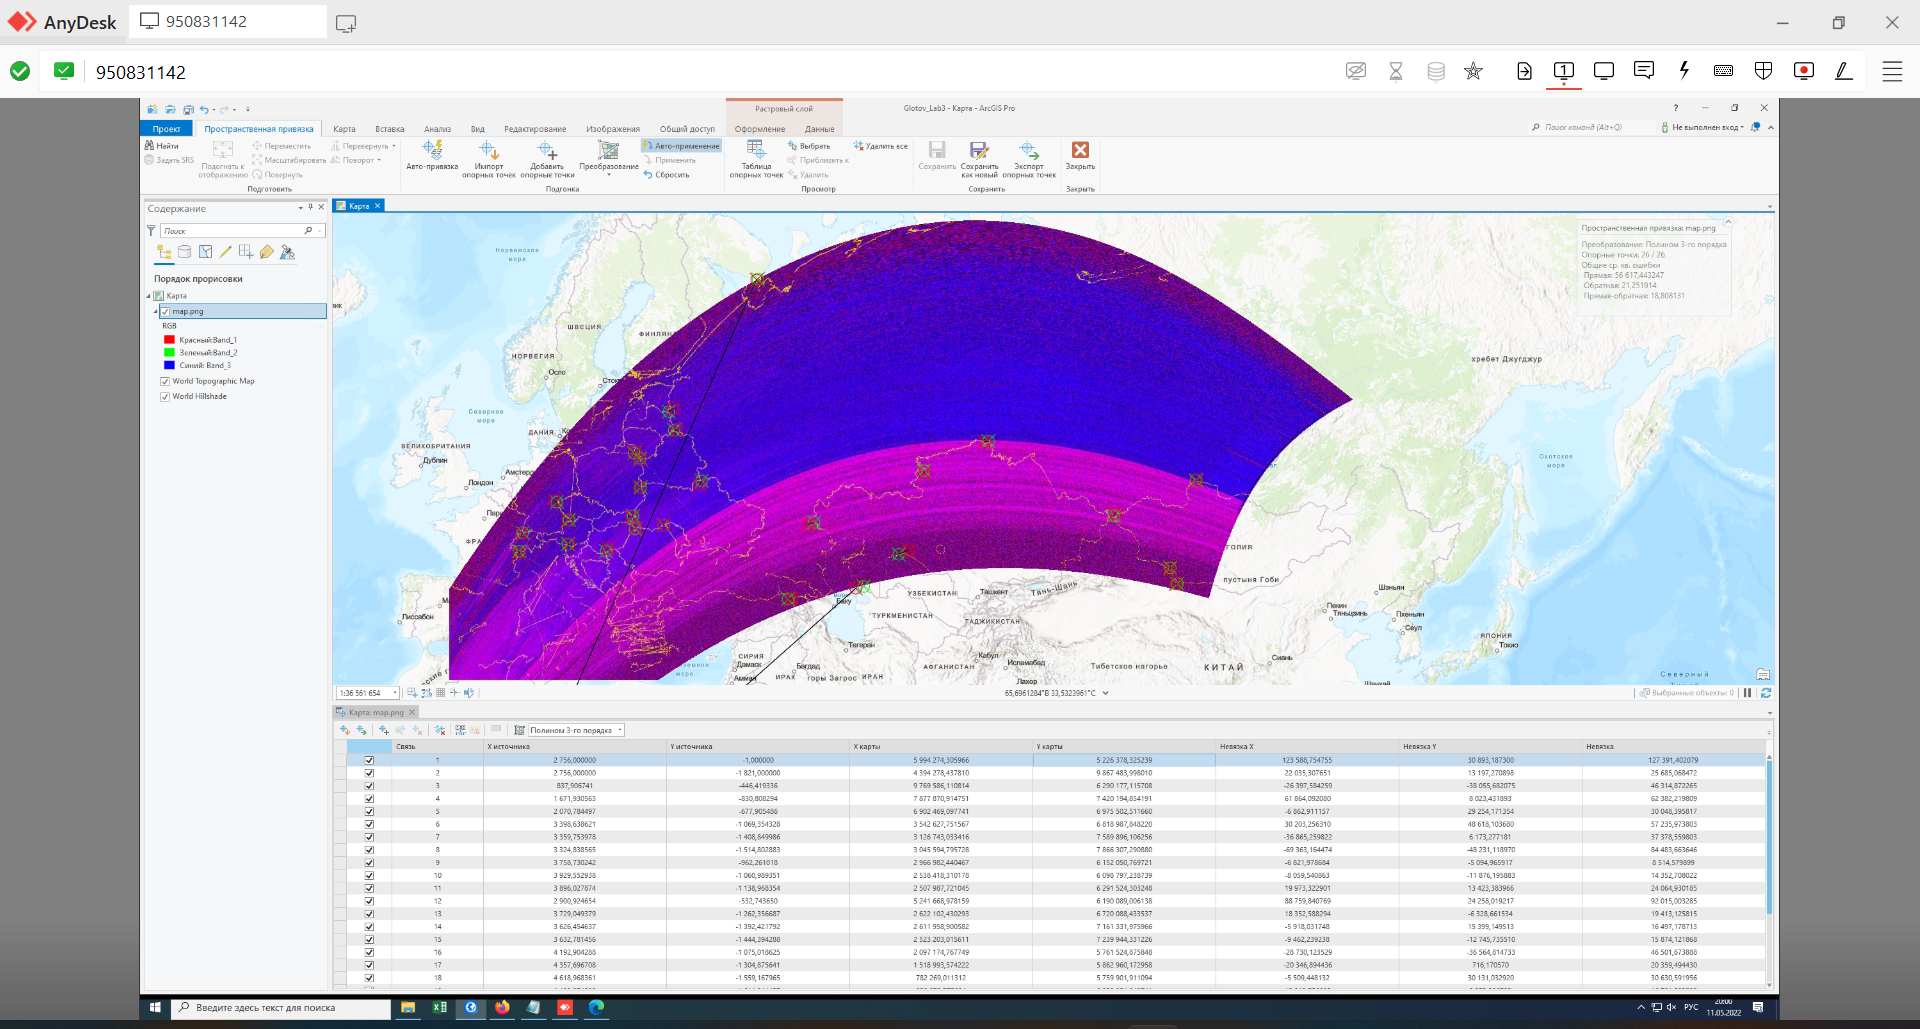 AnyDesk
950831142
950831142
1
Растровый слой
Glotov_Lab3 - Карта - ArcGIS Pro
Проект
Пространственная привязка
Карта
Вставка
Анализ
Вид
Редактирование
Изображения
Общий доступ
Оформление
Данные
Поиск команд (Alt+Q)
Не выполнен вход
Найти
Задать SRS
Подогнать к отображению
Переместить
Масштабировать
Повернуть
Перевернуть
Поворот
Подготовить
Авто-привязка
Импорт опорных точек
Добавить опорные точки
Преобразование
Авто-применение
Применить
Сбросить
Подгонка
Таблица опорных точек
Выбрать
Приблизить к
Удалить
Удалить все
Просмотр
Сохранить
Сохранить как новый
Экспорт опорных точек
Сохранить
Закрыть
Закрыть
Содержание
Поиск
Порядок прорисовки
Карта
map.png
RGB
Красный:Band_1
Зеленый:Band_2
Синий: Band_3
World Topographic Map
World Hillshade
Карта
Пространственная привязка: map.png
Преобразование: Полином 3-го порядка
Опорные точки: 26 / 26
Общие ср. кв. ошибки
Прямая: 56 617,443247
Обратная: 21,251914
Прямая-обратная: 18,808131
Норвежское море
ШВЕЦИЯ
НОРВЕГИЯ
Осло
Северное море
ДАНИЯ
ВЕЛИКОБРИТАНИЯ
Дублин
Лондон
Лиссабон
хребет Джугджур
Охотское море
пустыня Гоби
УЗБЕКИСТАН
Ташкент
Тянь-Шань
Баку
ТУРКМЕНИСТАН
ТАДЖИКИСТАН
Тегеран
СИРИЯ
Дамаск
Багдад
Амман
ИРАК
горы Загрос
ИРАН
АФГАНИСТАН
Кабул
Исламабад
Лахор
Тибетское нагорье
КИТАЙ
Сиань
Шэньян
Пекин
Тяньцзинь
Пхеньян
Сеул
ЯПОНИЯ
Токио
Северный
1:36 561 654
65,6961284°В 33,5323961°С
Выбранные объекты: 0
Карта: map.png
Полином 3-го порядка
Связь X источника Y источника X карты Y карты Невязка X Невязка Y Невязка
1 2 756,000000 -1,000000 5 994 274,305966 5 226 378,325239 123 588,754755 30 893,187300 127 391,402079
2 2 756,000000 -1 821,000000 4 394 278,437810 9 867 483,998010 22 035,307651 13 197,270898 25 685,068472
3 837,906741 -446,419336 9 769 586,110814 6 290 177,115708 -26 397,584259 -38 055,682075 46 314,872265
4 1 671,930563 -830,808294 7 877 870,914751 7 420 194,854191 61 864,092080 8 023,431893 62 382,219809
5 2 070,784497 -677,905486 6 902 469,097741 6 975 502,511660 -6 862,911157 29 254,171354 30 048,395817
6 3 398,638621 -1 069,354328 3 542 627,751567 6 818 987,848220 30 203,256310 48 618,103680 57 235,973803
7 3 359,753978 -1 408,849986 3 126 743,033416 7 589 896,106256 -36 865,259822 6 173,277181 37 378,559803
8 3 324,838565 -1 514,802883 3 045 594,795728 7 866 307,290880 -69 363,164474 -48 231,118970 84 483,663646
9 3 758,730242 -962,261018 2 966 982,440467 6 152 050,769721 -6 821,978684 -5 094,965917 8 514,579899
10 3 929,552938 -1 060,989351 2 538 418,310178 6 098 797,238739 -8 059,540863 -11 876,195883 14 352,708022
11 3 896,027874 -1 138,968354 2 507 987,721045 6 291 524,303248 19 973,322901 13 423,383966 24 064,930185
12 2 900,924654 -532,743650 5 241 668,978159 6 190 089,006138 88 759,840769 24 258,019217 92 015,003285
13 3 729,049379 -1 262,356687 2 622 102,430293 6 720 088,433537 18 352,588294 -6 328,661534 19 413,125815
14 3 626,454637 -1 392,421792 2 611 958,900582 7 161 331,975966 -5 918,031748 15 399,149513 16 497,178713
15 3 632,781456 -1 444,394288 2 523 203,015611 7 239 944,331226 -9 462,239238 -12 745,735510 15 874,121868
16 4 192,904288 -1 075,018625 2 097 174,767749 5 761 524,875848 -28 730,123529 -36 564,814733 46 501,673888
17 4 357,696708 -1 304,875641 1 518 993,574222 5 862 960,172958 -20 346,894436 716,170570 20 359,494430
18 4 618,968361 -1 559,167965 782 269,011312 5 759 901,911094 -5 509,448132 30 131,032920 30 630,591956
Введите здесь текст для поиска
РУС
20:00
11.05.2022